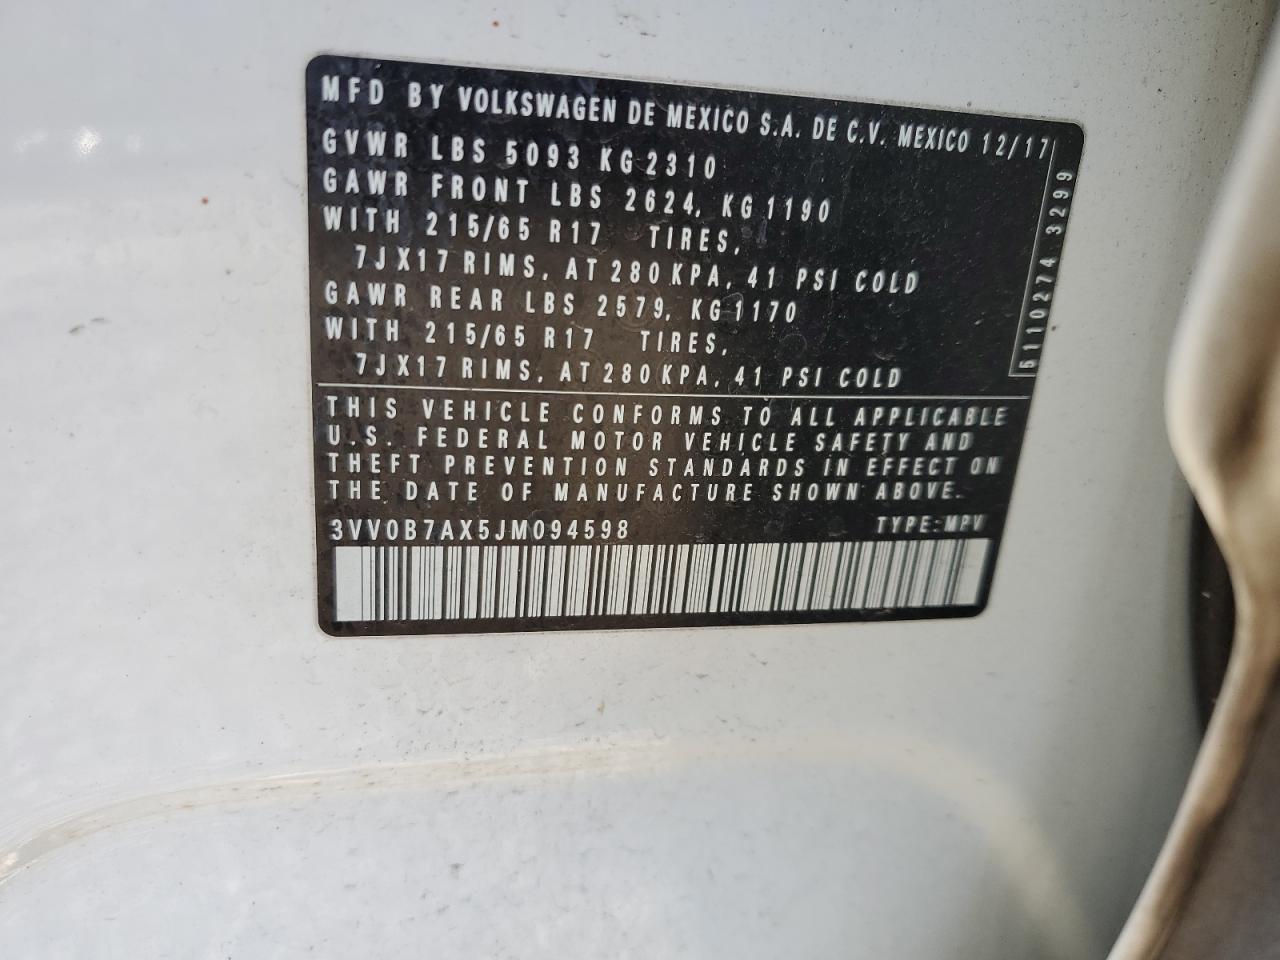 MFD BY VOLKSWAGEN DE MEXICO S.A. DE C.V. MEXICO 12/17
GVWR LBS 5093 KG 2310
GAWR FRONT LBS 2624, KG 1190
WITH 215/65 R17 TIRES,
7JX17 RIMS, AT 280 KPA, 41 PSI COLD
GAWR REAR LBS 2579, KG 1170
WITH 215/65 R17 TIRES,
7JX17 RIMS, AT 280 KPA, 41 PSI COLD
5110274 3299
THIS VEHICLE CONFORMS TO ALL APPLICABLE
U.S. FEDERAL MOTOR VEHICLE SAFETY AND
THEFT PREVENTION STANDARDS IN EFFECT ON
THE DATE OF MANUFACTURE SHOWN ABOVE.
3VV0B7AX5JM094598 TYPE:MPV